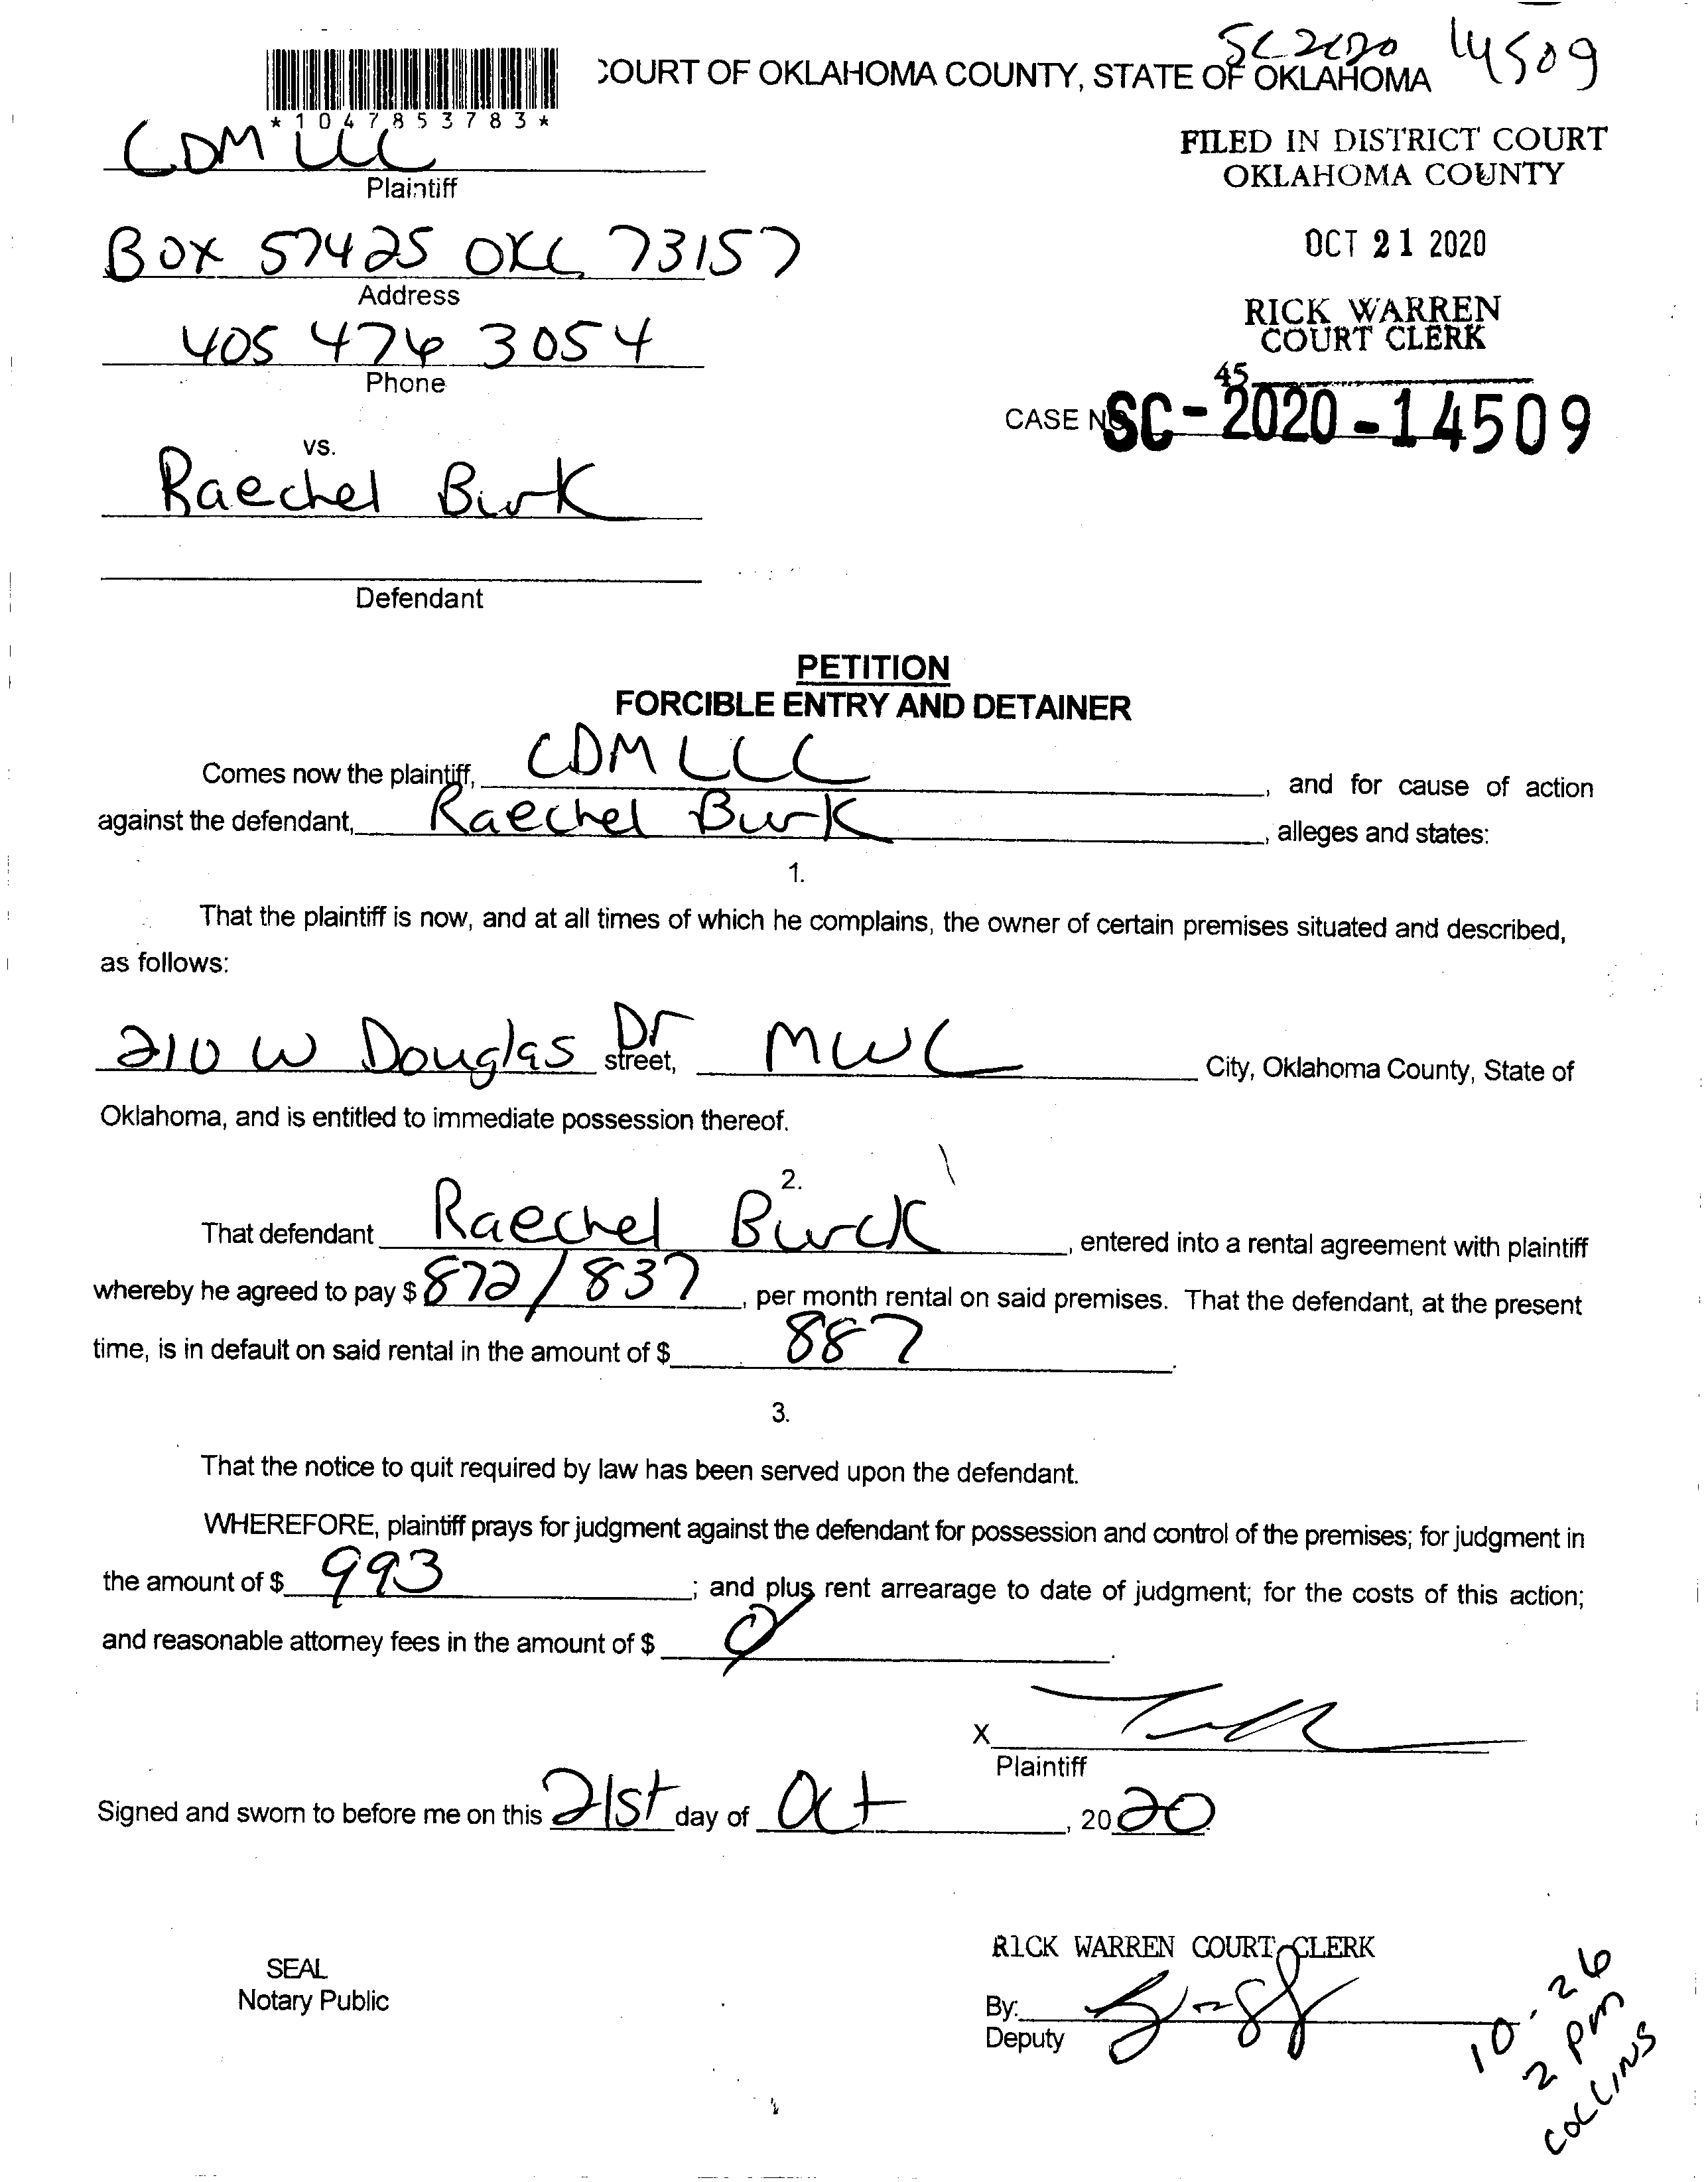 SC 2020 14509
COURT OF OKLAHOMA COUNTY, STATE OF OKLAHOMA
*1047853783*
CDM LLC
Plaintiff
FILED IN DISTRICT COURT
OKLAHOMA COUNTY
Box 57425 OKC 73157
Address
OCT 21 2020
405 476 3054
Phone
RICK WARREN
COURT CLERK
45
CASE NO. SC-2020-14509
vs.
Raechel Burk
Defendant
PETITION
FORCIBLE ENTRY AND DETAINER
Comes now the plaintiff, CDM LLC, and for cause of action
against the defendant, Raechel Burk, alleges and states:
1.
That the plaintiff is now, and at all times of which he complains, the owner of certain premises situated and described,
as follows:
210 W Douglas Dr street, MWC City, Oklahoma County, State of
Oklahoma, and is entitled to immediate possession thereof.
2.
That defendant Raechel Burck, entered into a rental agreement with plaintiff
whereby he agreed to pay $ 872/837, per month rental on said premises. That the defendant, at the present
time, is in default on said rental in the amount of $ 887.
3.
That the notice to quit required by law has been served upon the defendant.
WHEREFORE, plaintiff prays for judgment against the defendant for possession and control of the premises; for judgment in
the amount of $ 993; and plus rent arrearage to date of judgment; for the costs of this action;
and reasonable attorney fees in the amount of $ 0.
X
Plaintiff
Signed and sworn to before me on this 21st day of Oct, 2020
RICK WARREN COURT CLERK
SEAL
Notary Public
By:
Deputy
10-26
2 pm
COLLINS